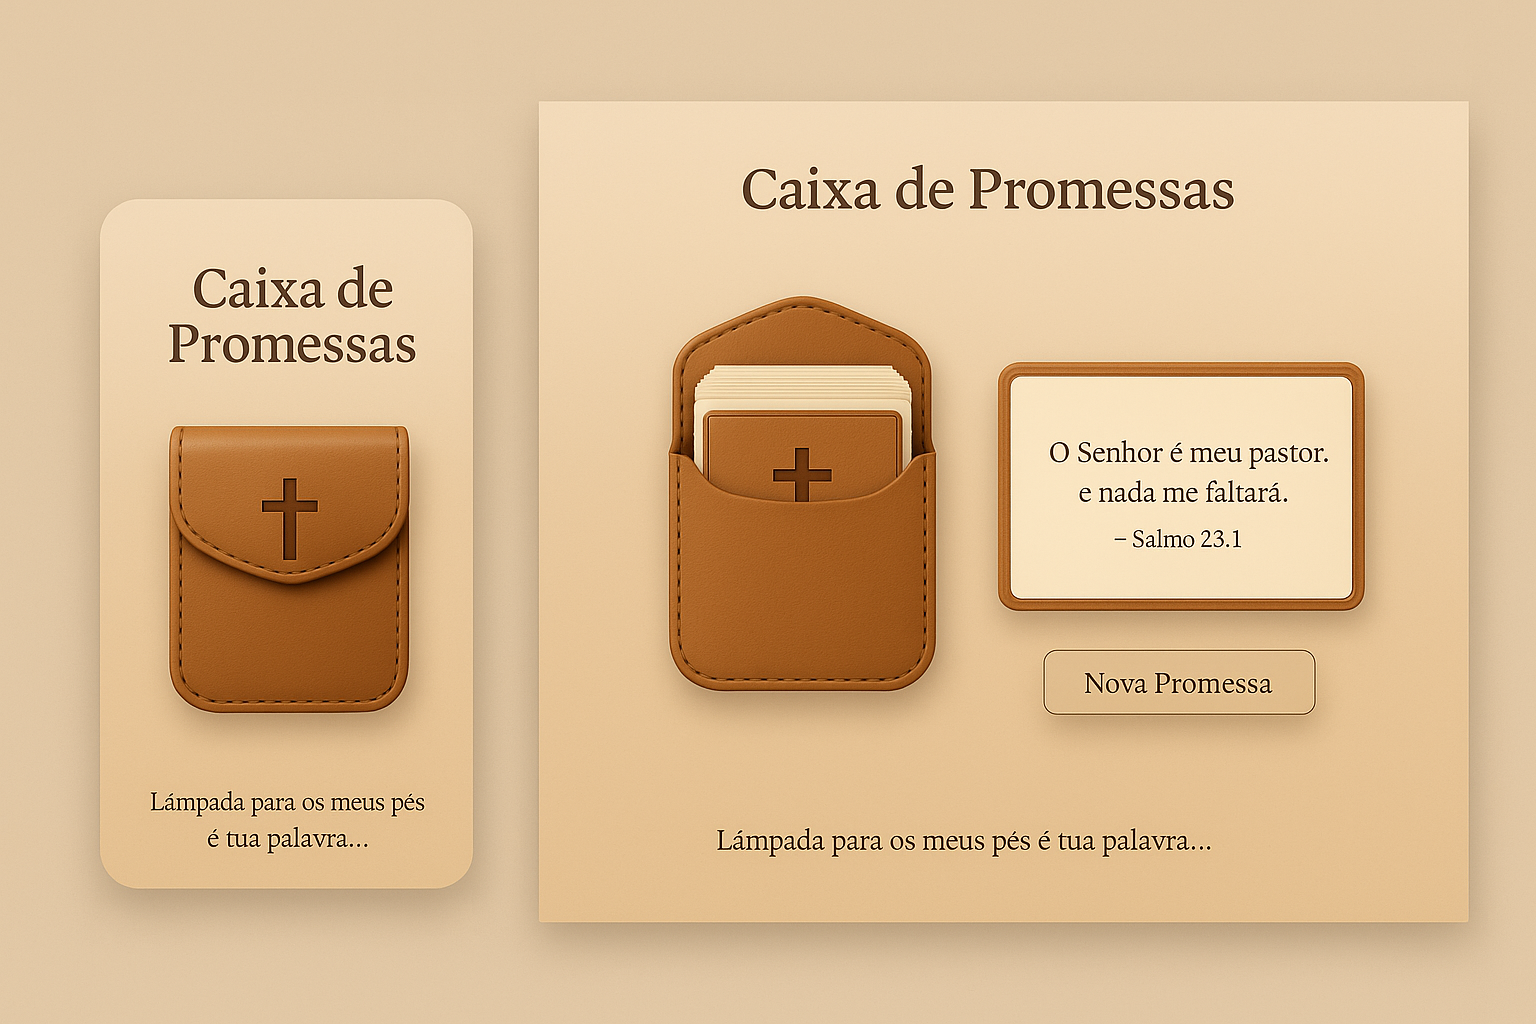 Caixa de
Promessas
Lámpada para os meus pés
é tua palavra...
Caixa de Promessas
O Senhor é meu pastor.
e nada me faltará.
– Salmo 23.1
Nova Promessa
Lámpada para os meus pés é tua palavra...